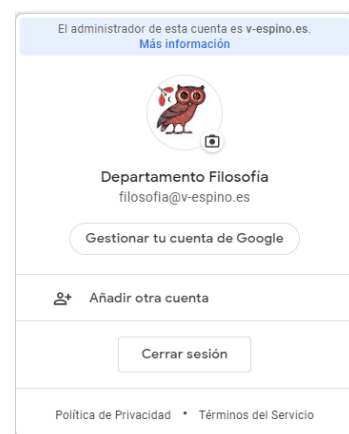 El administrador de esta cuenta es v-espino.es.
Más información
Departamento Filosofía
filosofia@v-espino.es
Gestionar tu cuenta de Google
Añadir otra cuenta
Cerrar sesión
Política de Privacidad • Términos del Servicio